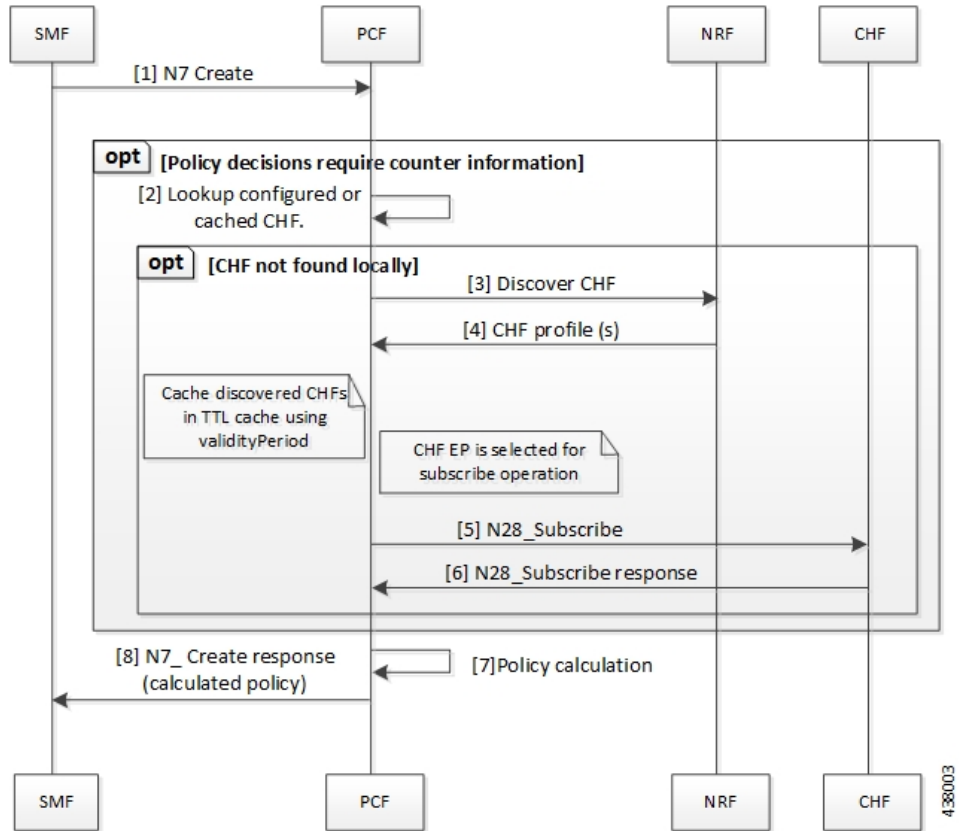 SMF
PCF
NRF
CHF
[1] N7 Create
opt
[Policy decisions require counter information]
[2] Lookup configured or
cached CHF.
opt
[CHF not found locally]
[3] Discover CHF
[4] CHF profile (s)
Cache discovered CHFs
in TTL cache using
validityPeriod
CHF EP is selected for
subscribe operation
[5] N28_Subscribe
[6] N28_Subscribe response
[8] N7_ Create response
(calculated policy)
[7]Policy calculation
SMF
PCF
NRF
CHF
438003